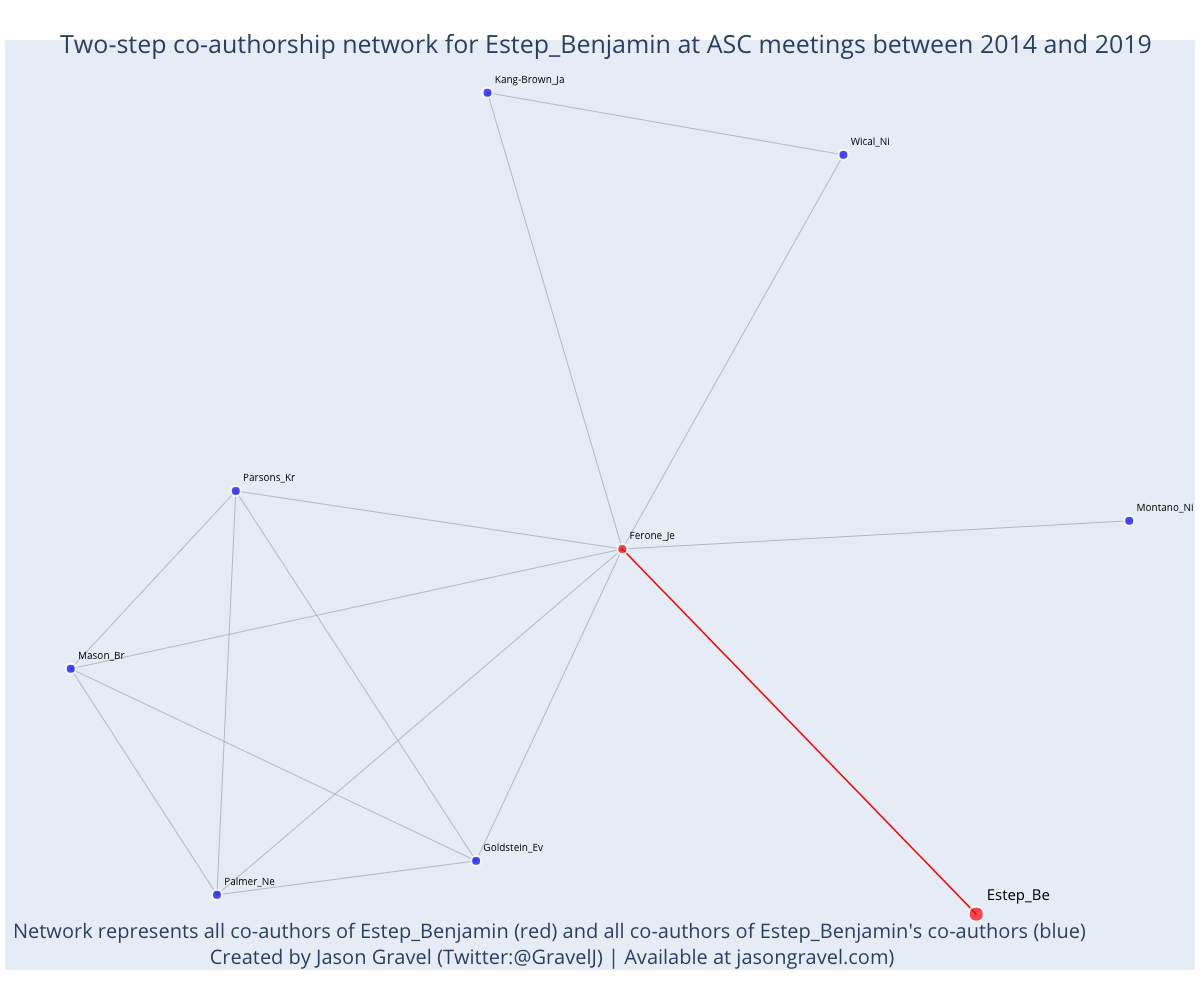 Two-step co-authorship network for Estep_Benjamin at ASC meetings between 2014 and 2019
Kang-Brown_Ja
Wical_Ni
Parsons_Kr
Montano_Ni
Ferone_Je
Mason_Br
Goldstein_Ev
Palmer_Ne
Estep_Be
Network represents all co-authors of Estep_Benjamin (red) and all co-authors of Estep_Benjamin's co-authors (blue)
Created by Jason Gravel (Twitter:@GravelJ) | Available at jasongravel.com)